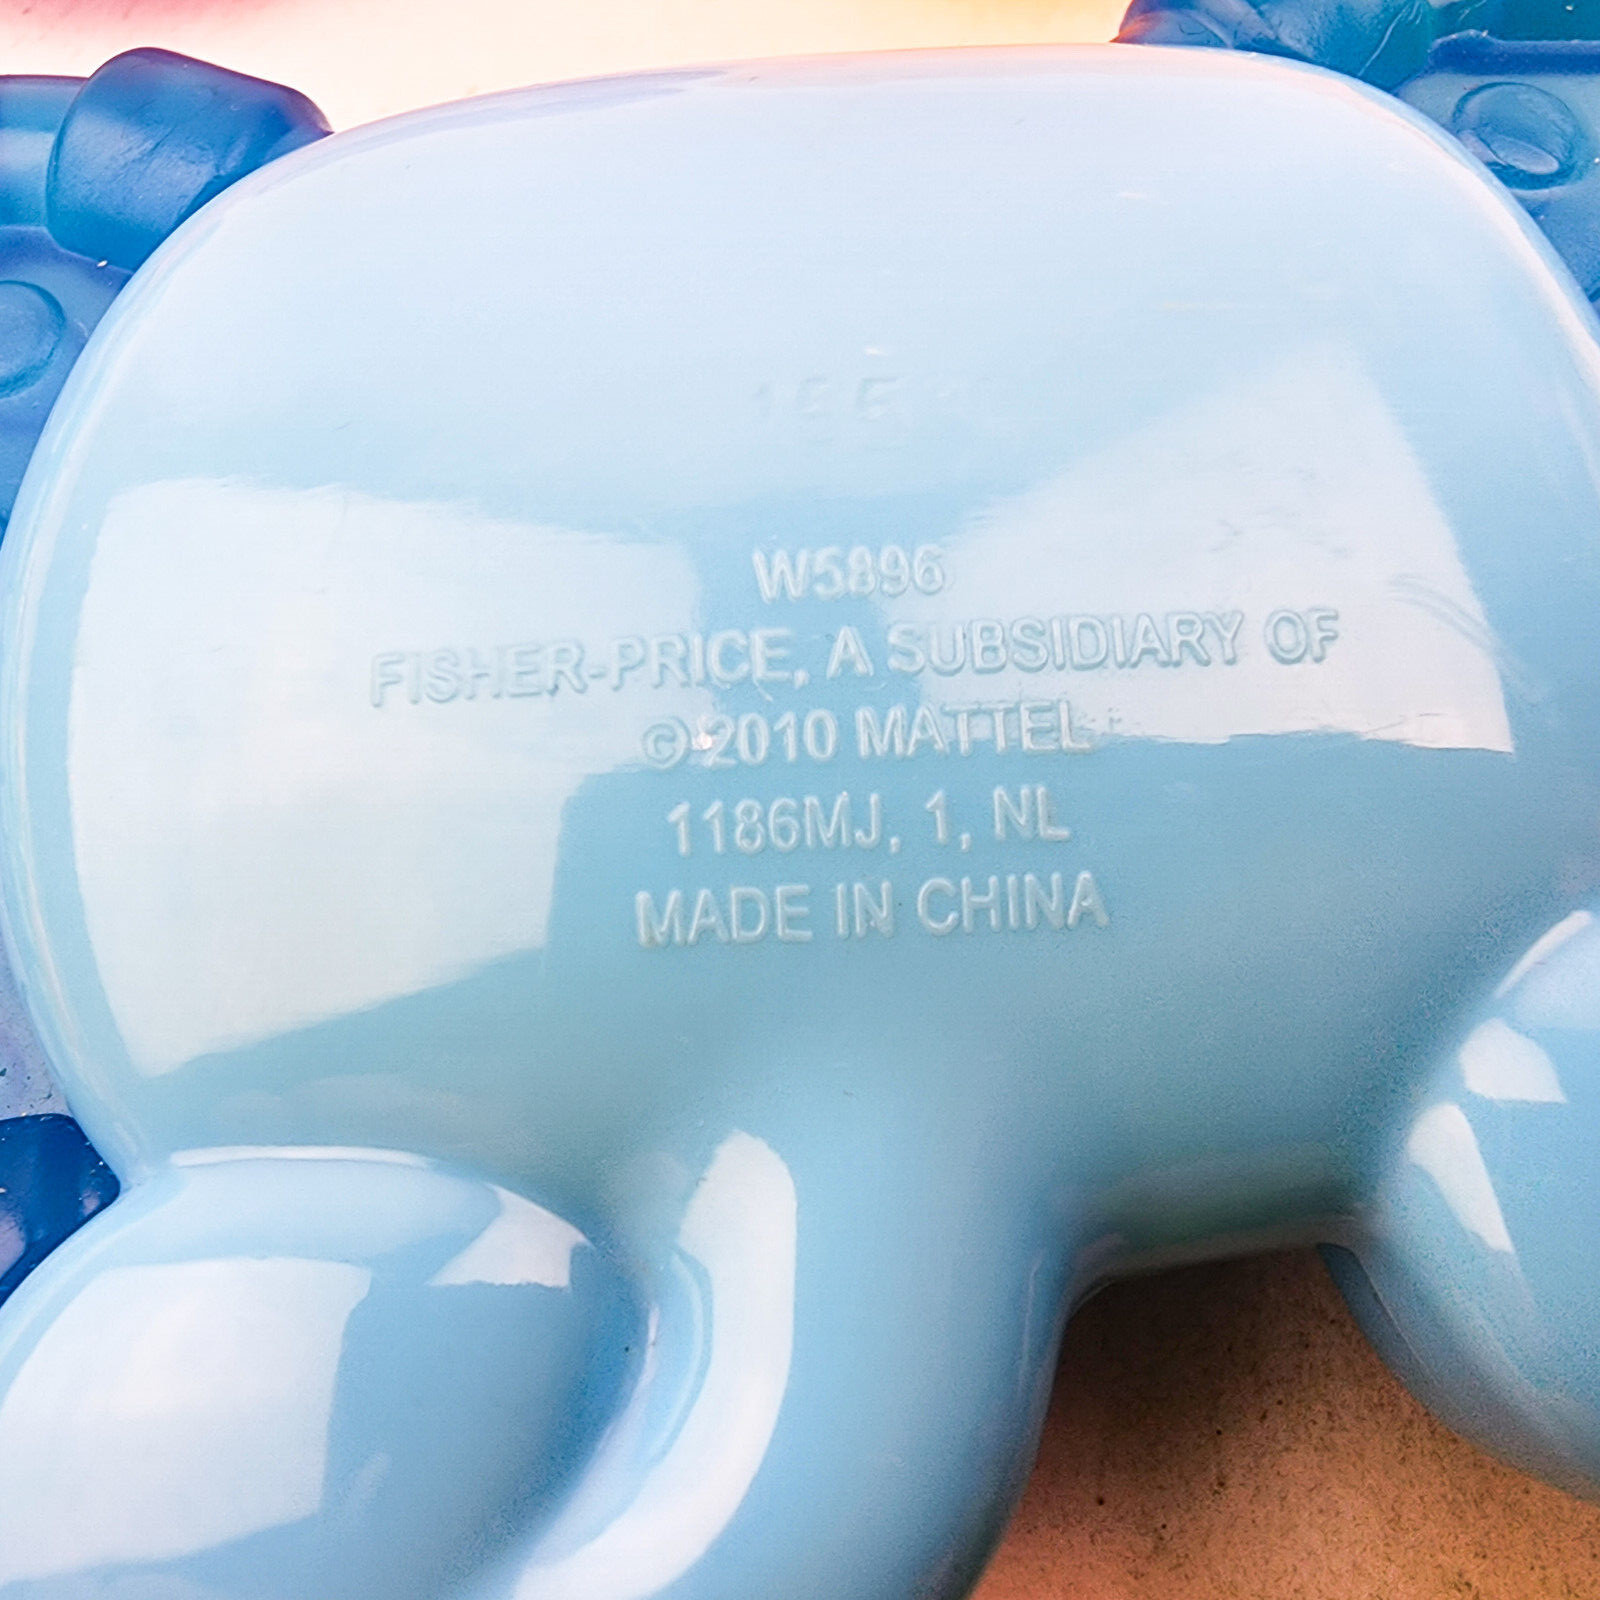 W5896
FISHER-PRICE, A SUBSIDIARY OF
© 2010 MATTEL
1186MJ, 1, NL
MADE IN CHINA